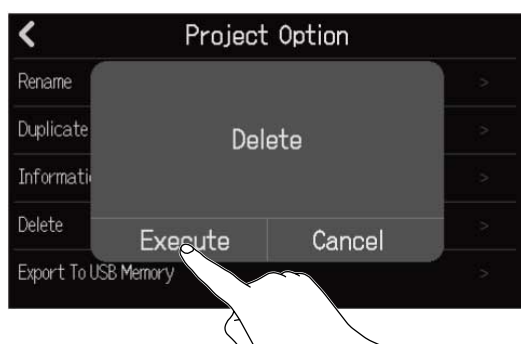 Project Option
Rename
Duplicate
Delete
Informati
Delete
Execute Cancel
Export To USB Memory